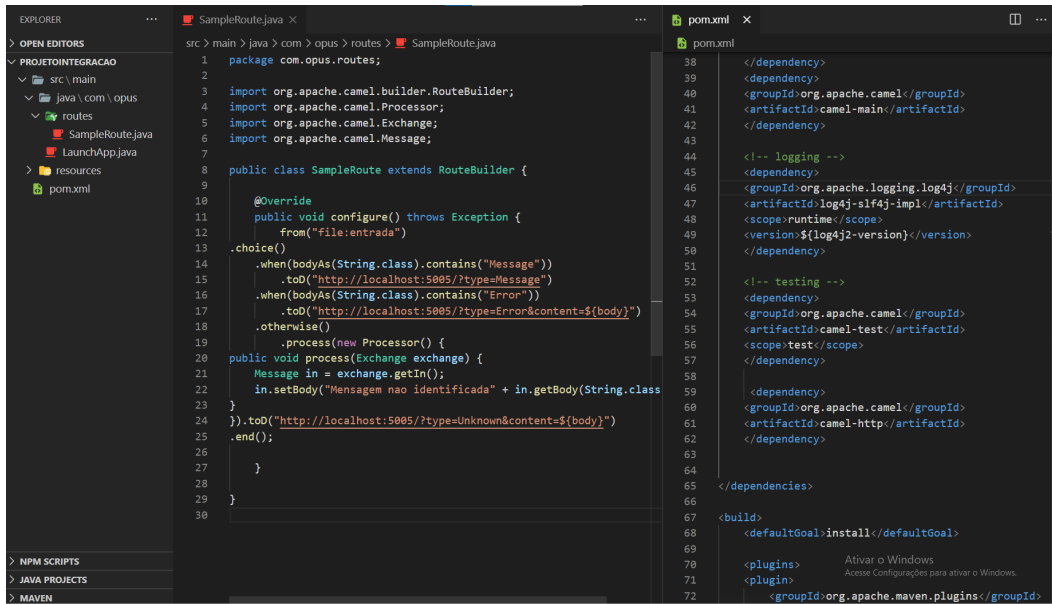 EXPLORER
OPEN EDITORS
PROJETOINTEGRACAO
src \ main
java \ com \ opus
routes
SampleRoute.java
LaunchApp.java
resources
pom.xml
NPM SCRIPTS
JAVA PROJECTS
MAVEN
SampleRoute.java
src > main > java > com > opus > routes > SampleRoute.java
1 package com.opus.routes;
2
3 import org.apache.camel.builder.RouteBuilder;
4 import org.apache.camel.Processor;
5 import org.apache.camel.Exchange;
6 import org.apache.camel.Message;
7
8 public class SampleRoute extends RouteBuilder {
9
10 @Override
11 public void configure() throws Exception {
12 from("file:entrada")
13 .choice()
14 .when(bodyAs(String.class).contains("Message"))
15 .toD("http://localhost:5005/?type=Message")
16 .when(bodyAs(String.class).contains("Error"))
17 .toD("http://localhost:5005/?type=Error&content=${body}")
18 .otherwise()
19 .process(new Processor() {
20 public void process(Exchange exchange) {
21 Message in = exchange.getIn();
22 in.setBody("Mensagem nao identificada" + in.getBody(String.class
23 }
24 }).toD("http://localhost:5005/?type=Unknown&content=${body}")
25 .end();
26
27 }
28
29 }
30
pom.xml
pom.xml
38 </dependency>
39 <dependency>
40 <groupId>org.apache.camel</groupId>
41 <artifactId>camel-main</artifactId>
42 </dependency>
43
44 <!-- logging -->
45 <dependency>
46 <groupId>org.apache.logging.log4j</groupId>
47 <artifactId>log4j-slf4j-impl</artifactId>
48 <scope>runtime</scope>
49 <version>${log4j2-version}</version>
50 </dependency>
51
52 <!-- testing -->
53 <dependency>
54 <groupId>org.apache.camel</groupId>
55 <artifactId>camel-test</artifactId>
56 <scope>test</scope>
57 </dependency>
58
59 <dependency>
60 <groupId>org.apache.camel</groupId>
61 <artifactId>camel-http</artifactId>
62 </dependency>
63
64
65 </dependencies>
66
67 <build>
68 <defaultGoal>install</defaultGoal>
69
70 <plugins>
71 <plugin>
72 <groupId>org.apache.maven.plugins</groupId>
Ativar o Windows
Acesse Configurações para ativar o Windows.